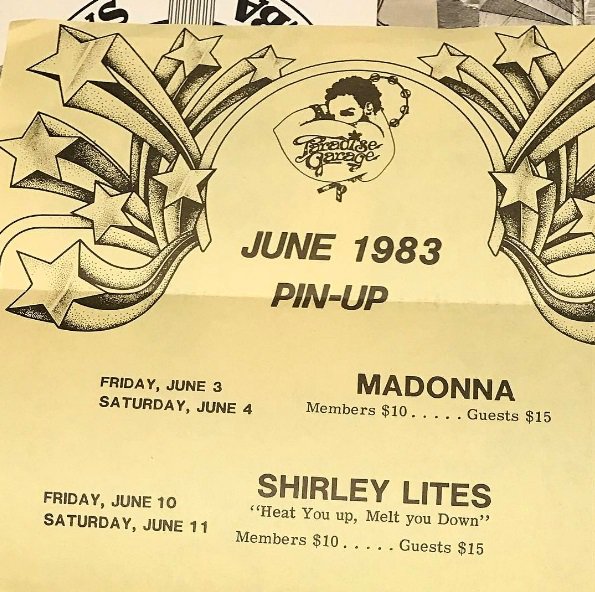 Paradise
Garage
JUNE 1983
PIN-UP
FRIDAY, JUNE 3
SATURDAY, JUNE 4
MADONNA
Members $10 . . . . . Guests $15
FRIDAY, JUNE 10
SATURDAY, JUNE 11
SHIRLEY LITES
"Heat You up, Melt you Down"
Members $10 . . . . . Guests $15